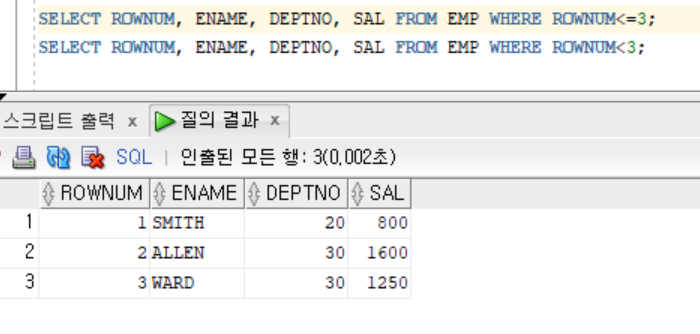 SELECT ROWNUM, ENAME, DEPTNO, SAL FROM EMP WHERE ROWNUM<=3;
SELECT ROWNUM, ENAME, DEPTNO, SAL FROM EMP WHERE ROWNUM<3;
스크립트 출력 x 질의 결과 x
SQL | 인출된 모든 행: 3(0,002초)
ROWNUM ENAME DEPTNO SAL
1 1 SMITH 20 800
2 2 ALLEN 30 1600
3 3 WARD 30 1250